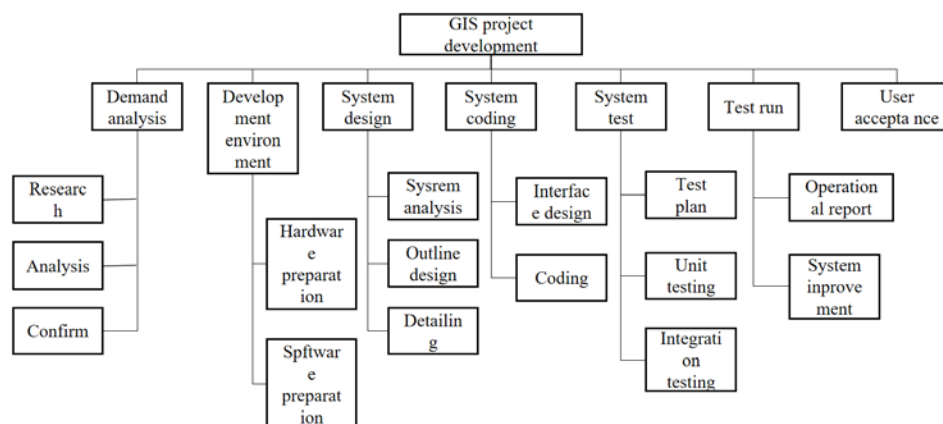 GIS project
development
Demand
analysis
Develop
ment
environ
ment
System
design
System
coding
System
test
Test run
User
accepta nce
Researc
h
Analysis
Confirm
Hardwar
e
preparat
ion
Spftwar
e
preparat
ion
Sysrem
analysis
Outline
design
Detailin
g
Interfac
e design
Coding
Test
plan
Unit
testing
Integrati
on
testing
Operation
al report
System
inprove
ment